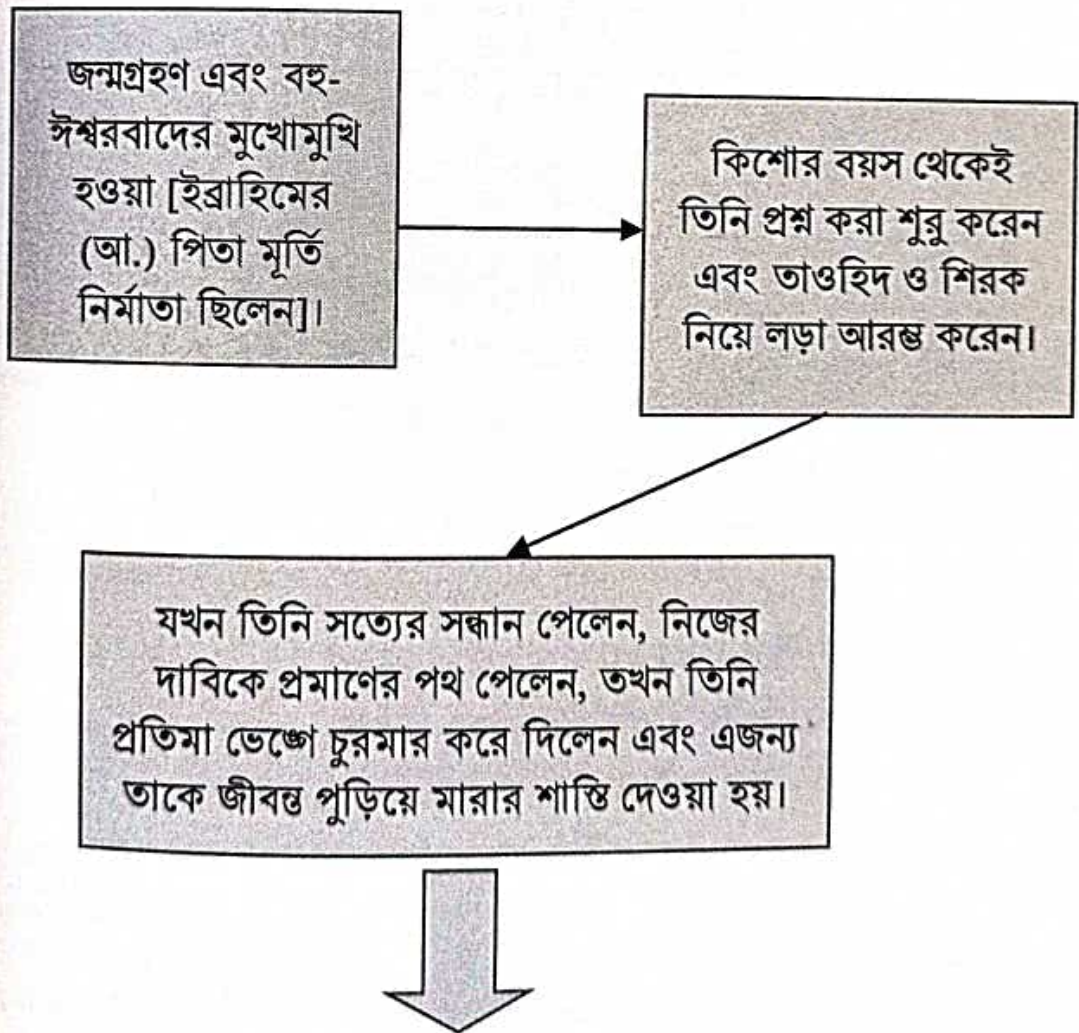 জন্মগ্রহণ এবং বহু-
ঈশ্বরবাদের মুখোমুখি
হওয়া [ইব্রাহিমের
(আ.) পিতা মূর্তি
নির্মাতা ছিলেন]।
কিশোর বয়স থেকেই
তিনি প্রশ্ন করা শুরু করেন
এবং তাওহিদ ও শিরক
নিয়ে লড়া আরম্ভ করেন।
যখন তিনি সত্যের সন্ধান পেলেন, নিজের
দাবিকে প্রমাণের পথ পেলেন, তখন তিনি
প্রতিমা ভেঙ্গে চুরমার করে দিলেন এবং এজন্য
তাকে জীবন্ত পুড়িয়ে মারার শাস্তি দেওয়া হয়।